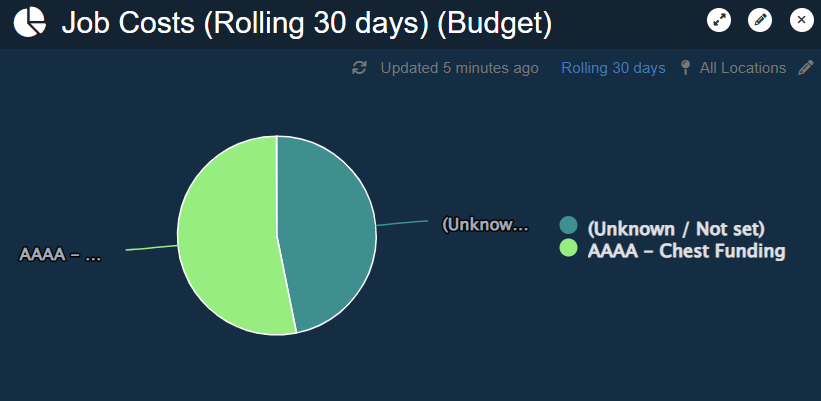 Job Costs (Rolling 30 days) (Budget)
Updated 5 minutes ago Rolling 30 days All Locations
(Unknow...
AAAA - ...
(Unknown / Not set)
AAAA - Chest Funding